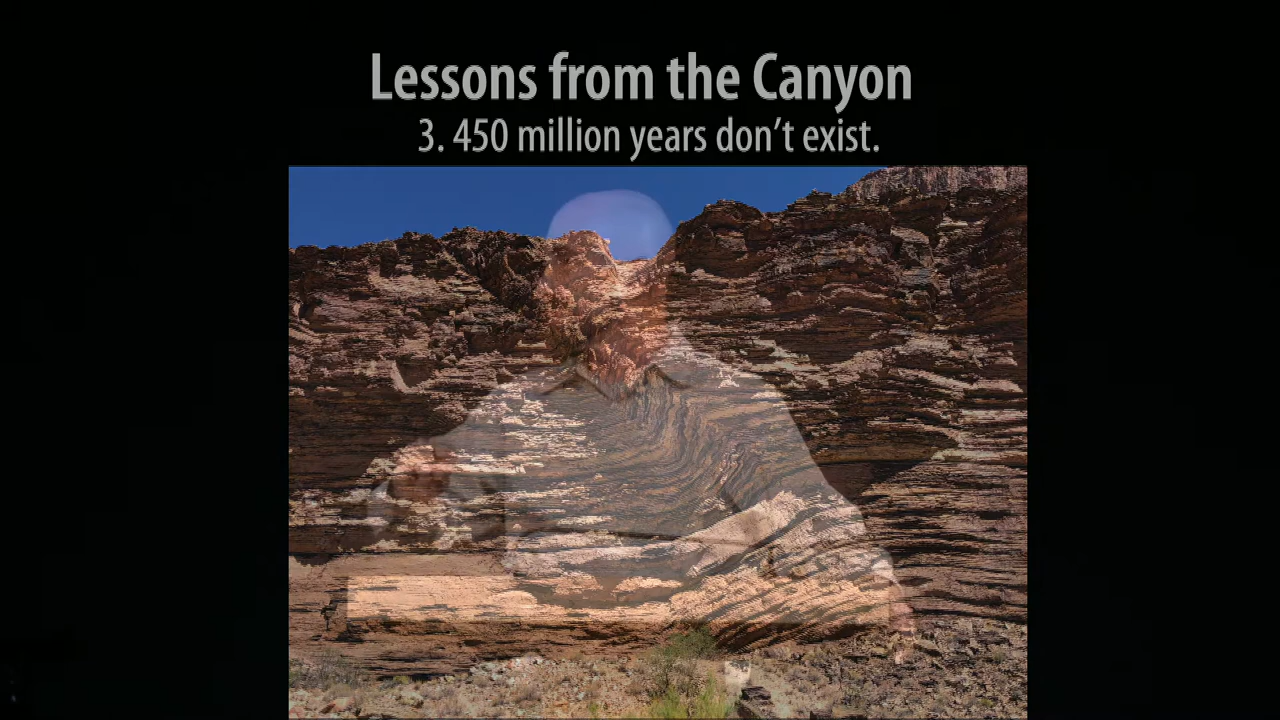 Lessons from the Canyon
3. 450 million years don’t exist.